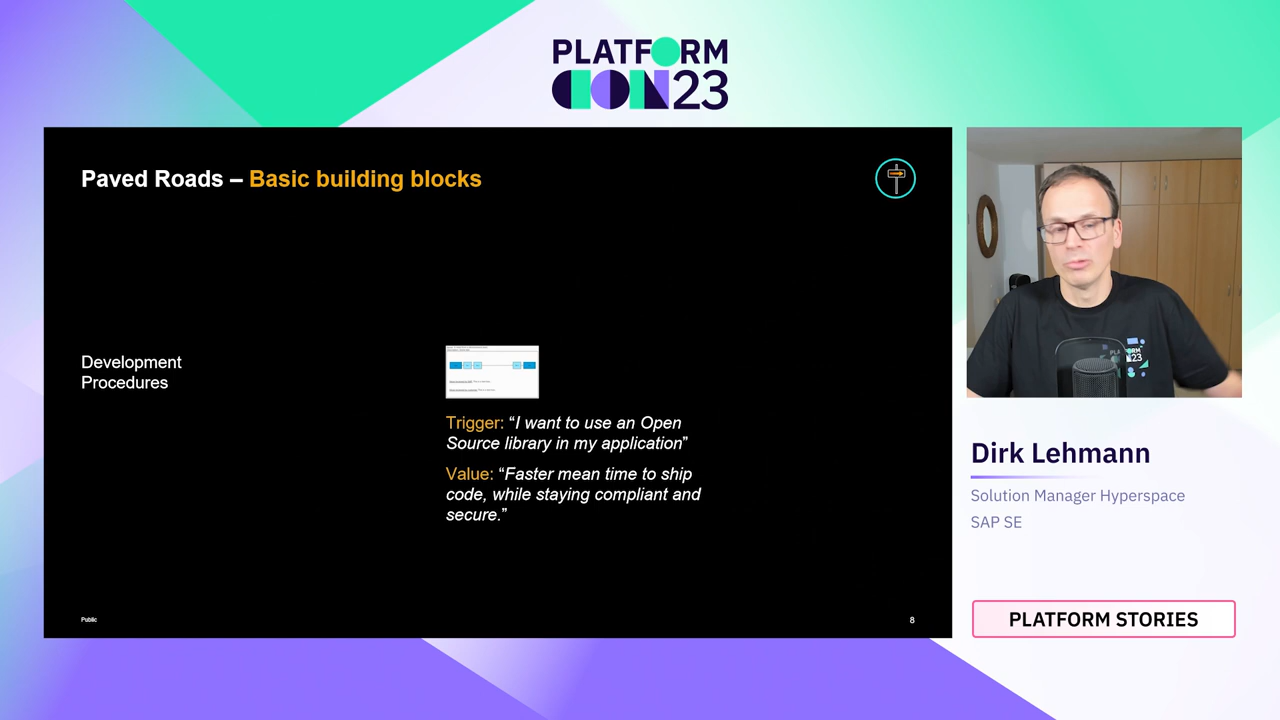 PLATFORM
CON23
Paved Roads – Basic building blocks
Development
Procedures
Trigger: “I want to use an Open
Source library in my application”
Value: “Faster mean time to ship
code, while staying compliant and
secure.”
Public
8
Dirk Lehmann
Solution Manager Hyperspace
SAP SE
PLATFORM STORIES